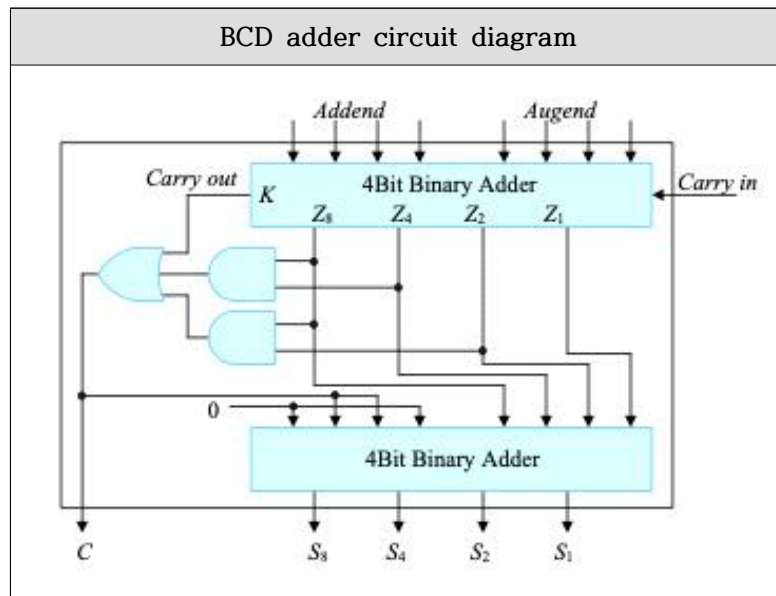 BCD adder circuit diagram
Addend Augend
Carry out K 4Bit Binary Adder Carry in
Z₈ Z₄ Z₂ Z₁
0
4Bit Binary Adder
C S₈ S₄ S₂ S₁